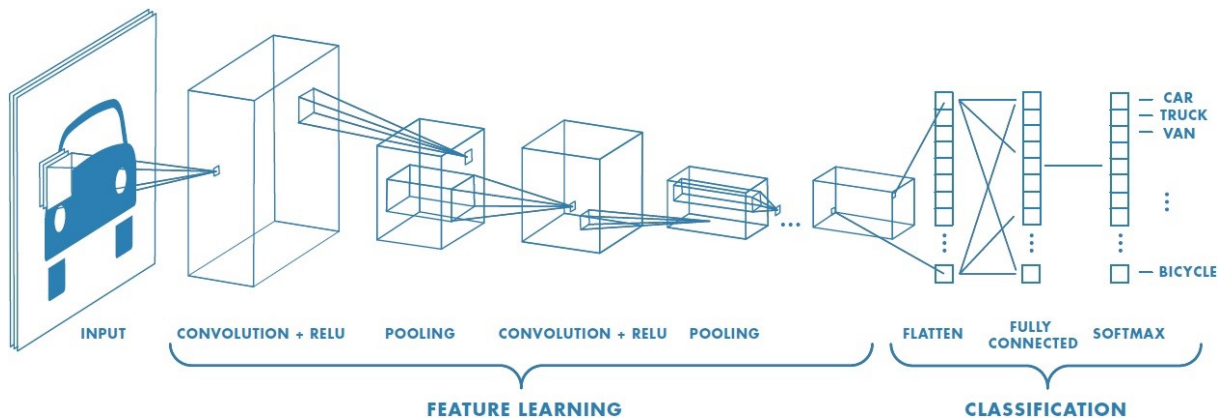 CAR
TRUCK
VAN
BICYCLE
INPUT
CONVOLUTION + RELU
POOLING
CONVOLUTION + RELU
POOLING
FLATTEN
FULLY
CONNECTED
SOFTMAX
FEATURE LEARNING
CLASSIFICATION